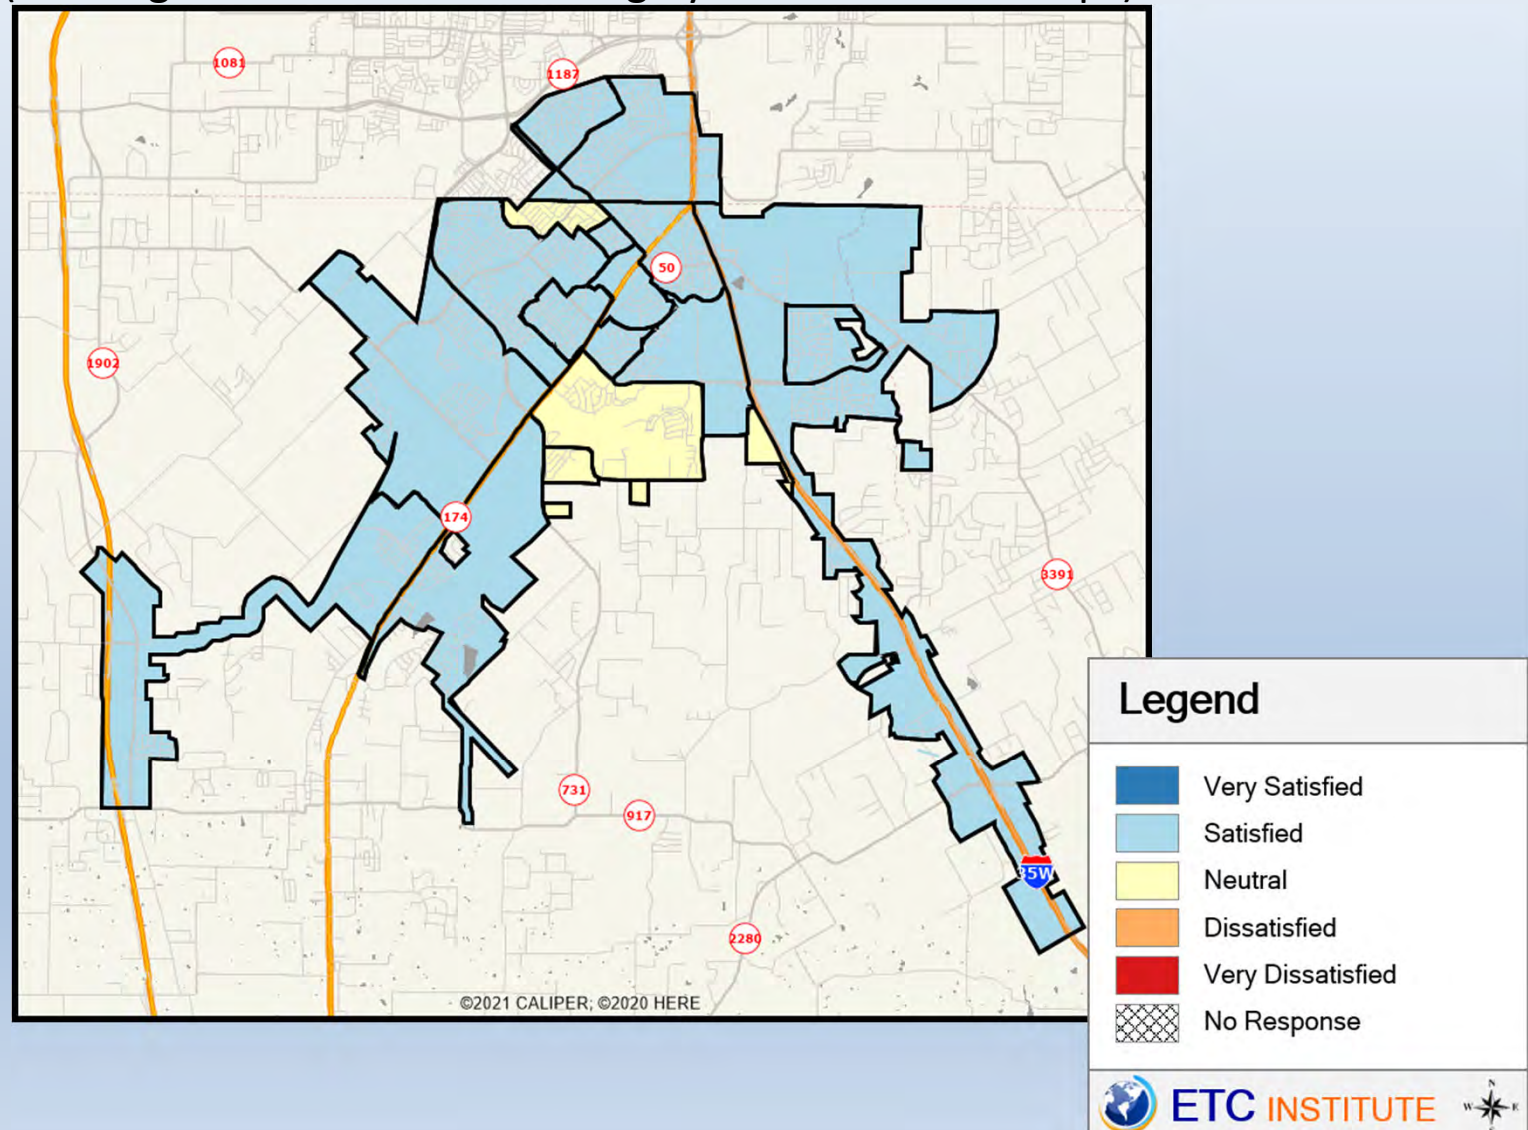 1081
1187
50
1902
174
3391
731
917
35W
2280
©2021 CALIPER; ©2020 HERE
Legend
Very Satisfied
Satisfied
Neutral
Dissatisfied
Very Dissatisfied
No Response
ETC INSTITUTE
N
W E